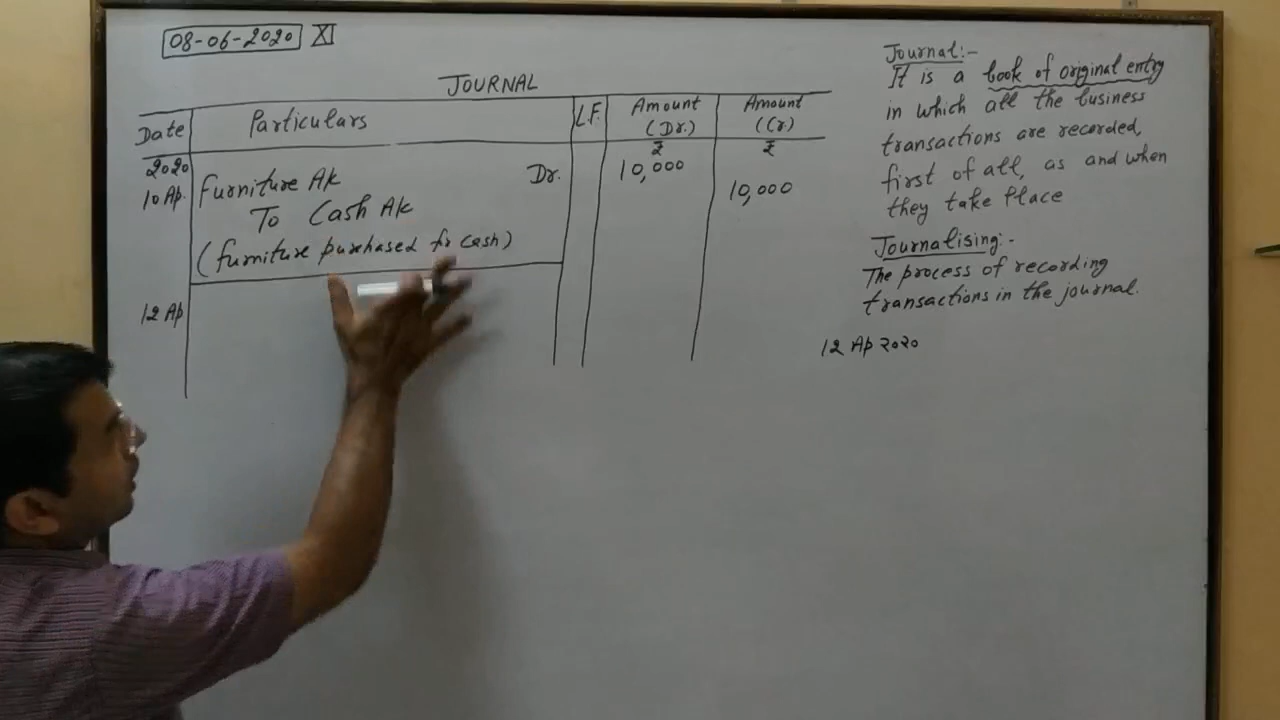 08-06-2020 XI
JOURNAL
Date Particulars L.F. Amount (Dr.) Amount (Cr)
₹ ₹
2020
10 Ap. Furniture A/c Dr. 10,000
To Cash A/c 10,000
(furniture purchased for cash)
12 Ap
Journal:-
It is a book of original entry
in which all the business
transactions are recorded,
first of all, as and when
they take place
Journalising:-
The process of recording
transactions in the journal.
12 Ap 2020